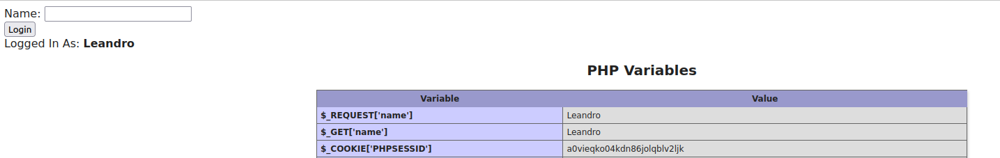 Name:
Login
Logged In As: Leandro
PHP Variables
Variable Value
$_REQUEST['name'] Leandro
$_GET['name'] Leandro
$_COOKIE['PHPSESSID'] a0vieqko04kdn86jolqblv2ljk